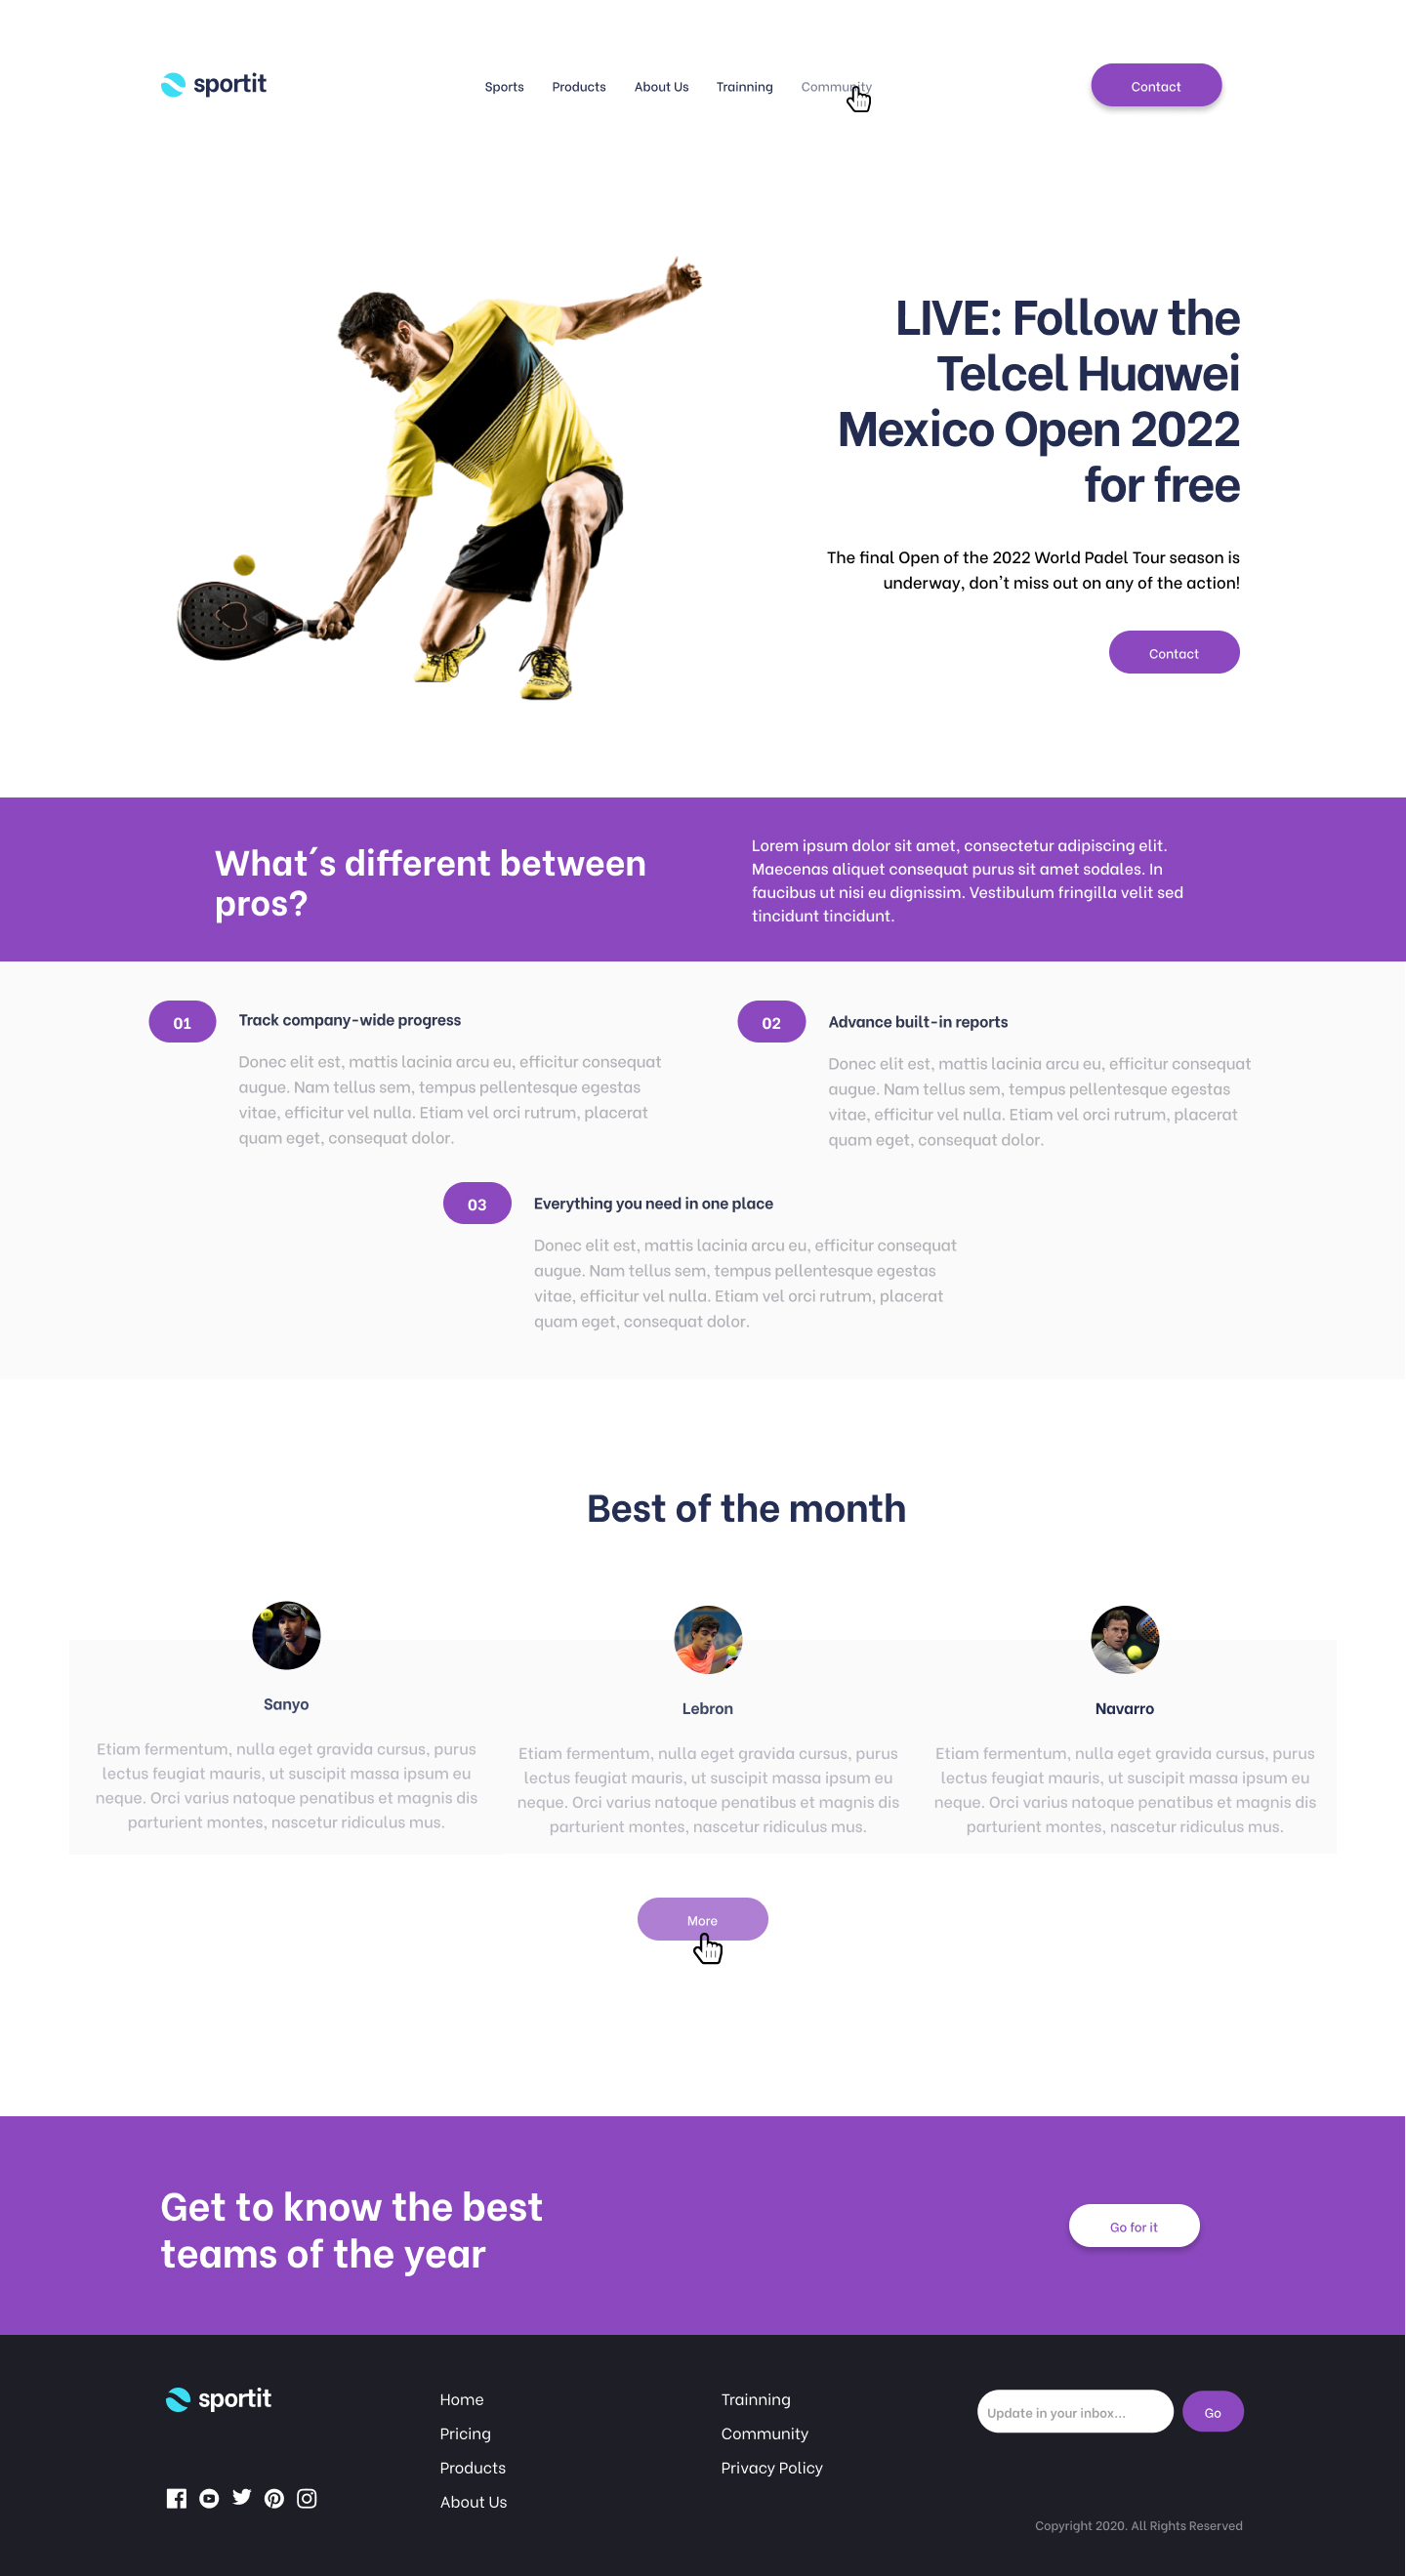 sportit
Sports Products About Us Trainning Community
Contact
LIVE: Follow the
Telcel Huawei
Mexico Open 2022
for free
The final Open of the 2022 World Padel Tour season is
underway, don't miss out on any of the action!
Contact
What´s different between
pros?
Lorem ipsum dolor sit amet, consectetur adipiscing elit.
Maecenas aliquet consequat purus sit amet sodales. In
faucibus ut nisi eu dignissim. Vestibulum fringilla velit sed
tincidunt tincidunt.
01
Track company-wide progress
Donec elit est, mattis lacinia arcu eu, efficitur consequat
augue. Nam tellus sem, tempus pellentesque egestas
vitae, efficitur vel nulla. Etiam vel orci rutrum, placerat
quam eget, consequat dolor.
02
Advance built-in reports
Donec elit est, mattis lacinia arcu eu, efficitur consequat
augue. Nam tellus sem, tempus pellentesque egestas
vitae, efficitur vel nulla. Etiam vel orci rutrum, placerat
quam eget, consequat dolor.
03
Everything you need in one place
Donec elit est, mattis lacinia arcu eu, efficitur consequat
augue. Nam tellus sem, tempus pellentesque egestas
vitae, efficitur vel nulla. Etiam vel orci rutrum, placerat
quam eget, consequat dolor.
Best of the month
Sanyo
Etiam fermentum, nulla eget gravida cursus, purus
lectus feugiat mauris, ut suscipit massa ipsum eu
neque. Orci varius natoque penatibus et magnis dis
parturient montes, nascetur ridiculus mus.
Lebron
Etiam fermentum, nulla eget gravida cursus, purus
lectus feugiat mauris, ut suscipit massa ipsum eu
neque. Orci varius natoque penatibus et magnis dis
parturient montes, nascetur ridiculus mus.
Navarro
Etiam fermentum, nulla eget gravida cursus, purus
lectus feugiat mauris, ut suscipit massa ipsum eu
neque. Orci varius natoque penatibus et magnis dis
parturient montes, nascetur ridiculus mus.
More
Get to know the best
teams of the year
Go for it
sportit
Home
Pricing
Products
About Us
Trainning
Community
Privacy Policy
Update in your inbox...
Go
Copyright 2020. All Rights Reserved